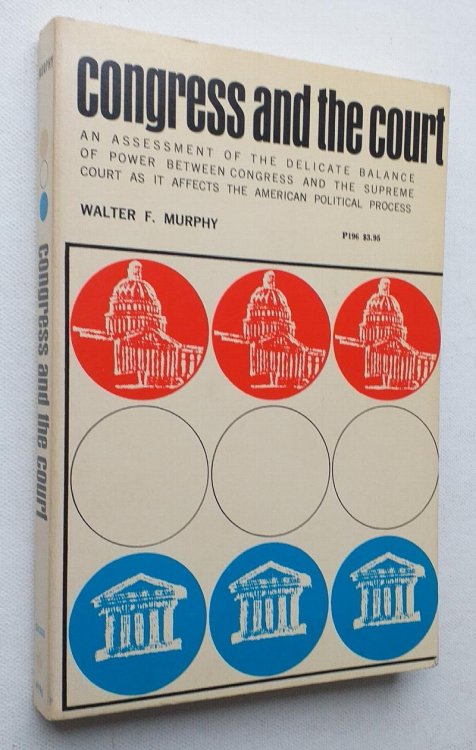 congress and the court
AN ASSESSMENT OF THE DELICATE BALANCE
OF POWER BETWEEN CONGRESS AND THE SUPREME
COURT AS IT AFFECTS THE AMERICAN POLITICAL PROCESS
WALTER F. MURPHY
P196 $3.95
MURPHY
congress and the court